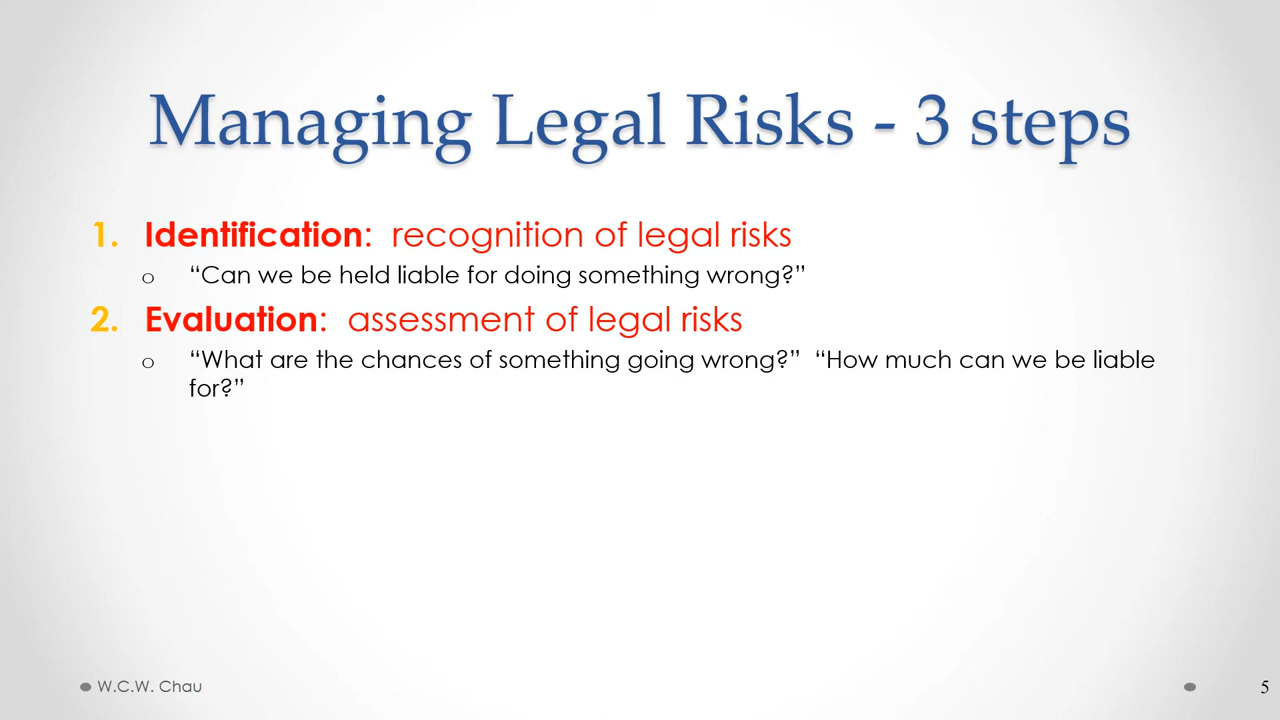 Managing Legal Risks - 3 steps
1. Identification: recognition of legal risks
o “Can we be held liable for doing something wrong?”
2. Evaluation: assessment of legal risks
o “What are the chances of something going wrong?” “How much can we be liable
for?”
W.C.W. Chau
5